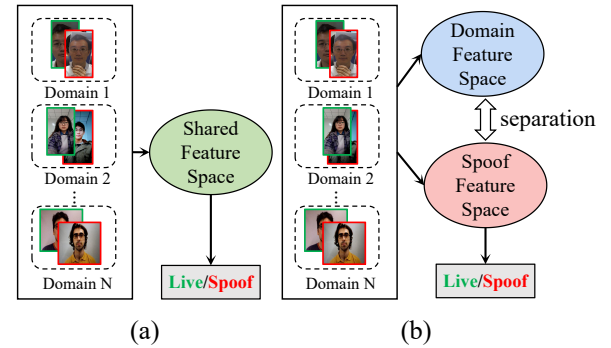 Domain 1
Domain 2
Domain N
Shared
Feature
Space
Live/Spoof
(a)
Domain 1
Domain 2
Domain N
Domain
Feature
Space
separation
Spoof
Feature
Space
Live/Spoof
(b)